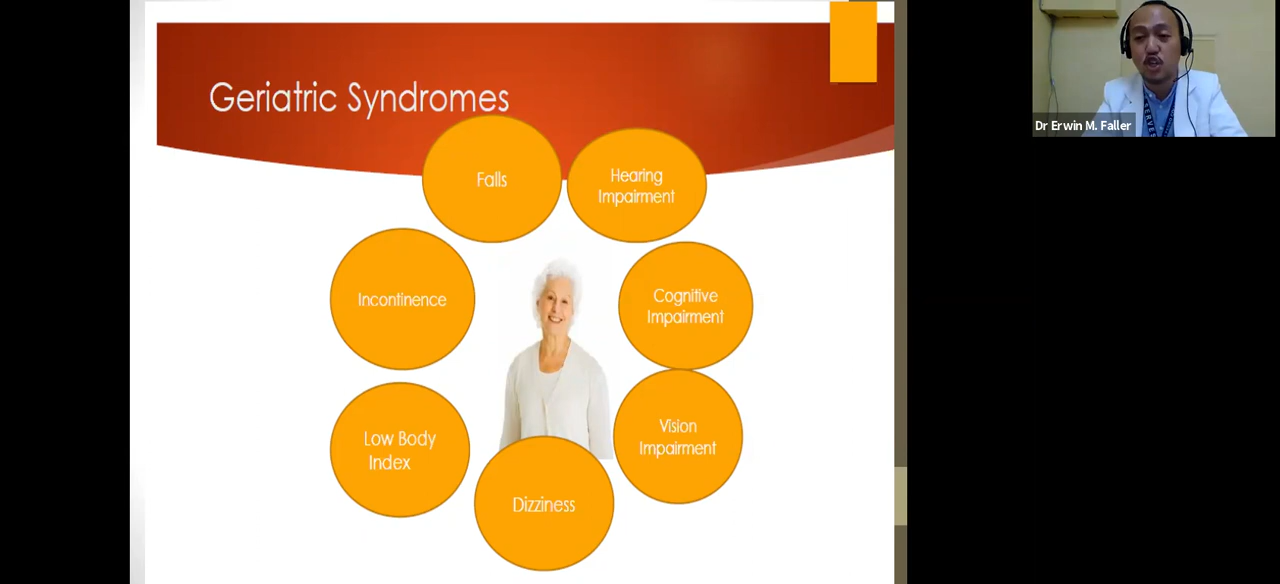 Geriatric Syndromes
Falls
Hearing
Impairment
Incontinence
Cognitive
Impairment
Low Body
Index
Vision
Impairment
Dizziness
Dr Erwin M. Faller